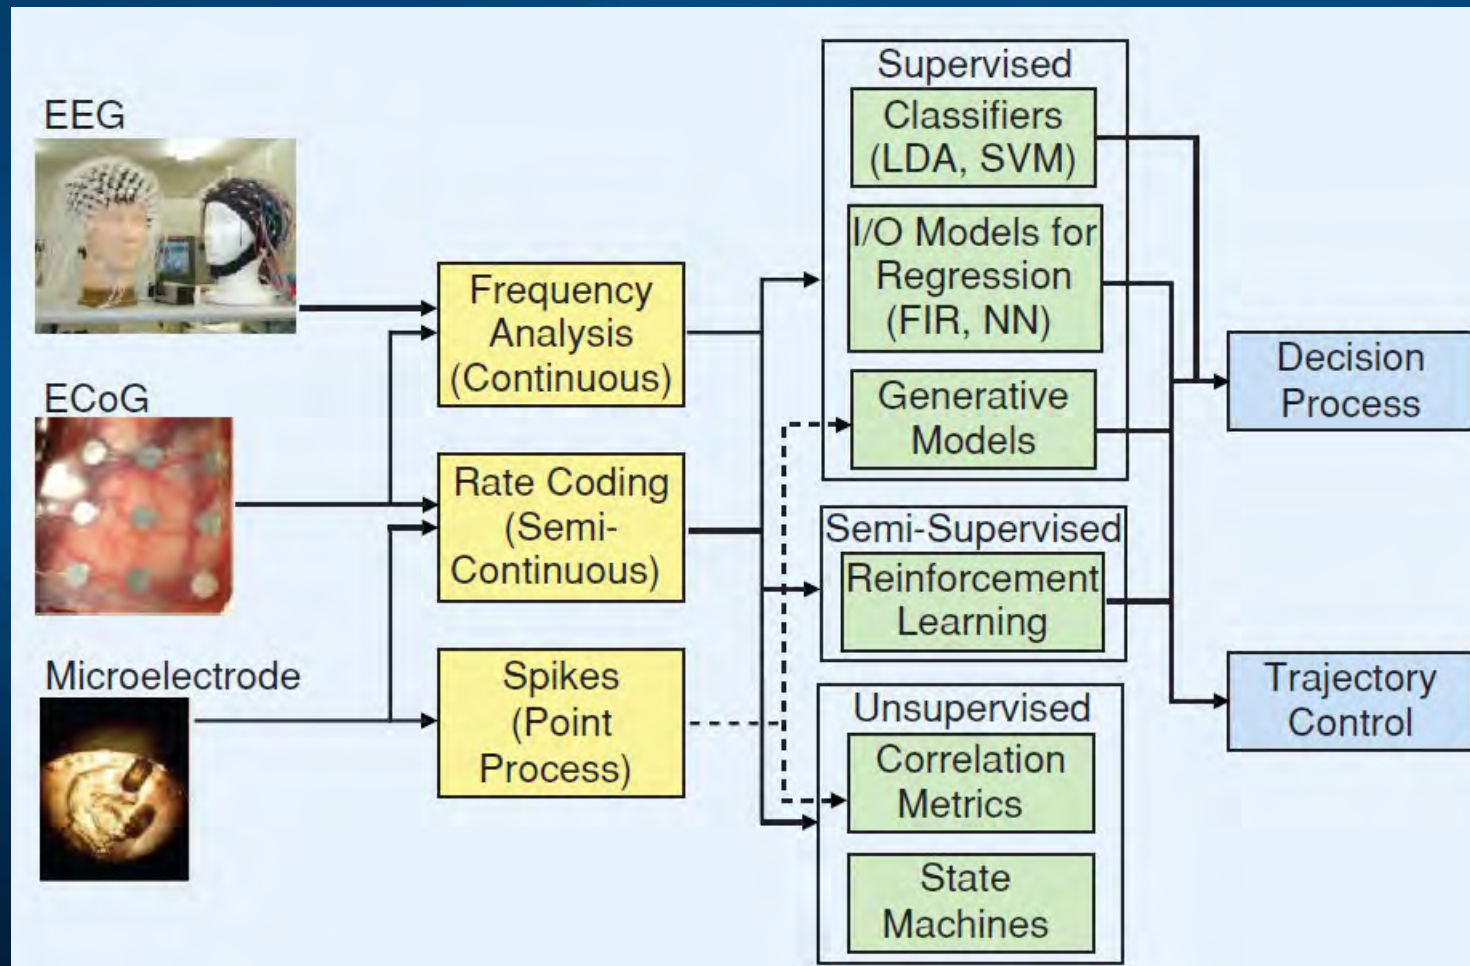 EEG
ECoG
Microelectrode
Frequency
Analysis
(Continuous)
Rate Coding
(Semi-
Continuous)
Spikes
(Point
Process)
Supervised
Classifiers
(LDA, SVM)
I/O Models for
Regression
(FIR, NN)
Generative
Models
Semi-Supervised
Reinforcement
Learning
Unsupervised
Correlation
Metrics
State
Machines
Decision
Process
Trajectory
Control